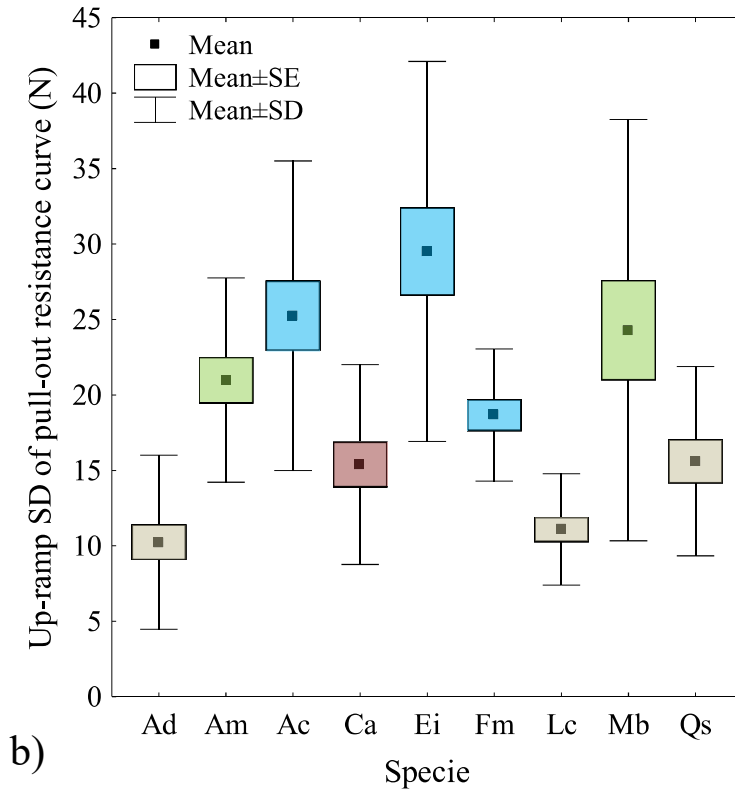 Up-ramp SD of pull-out resistance curve (N)
45
40
35
30
25
20
15
10
5
0
Mean
Mean±SE
Mean±SD
Ad Am Ac Ca Ei Fm Lc Mb Qs
Specie
b)